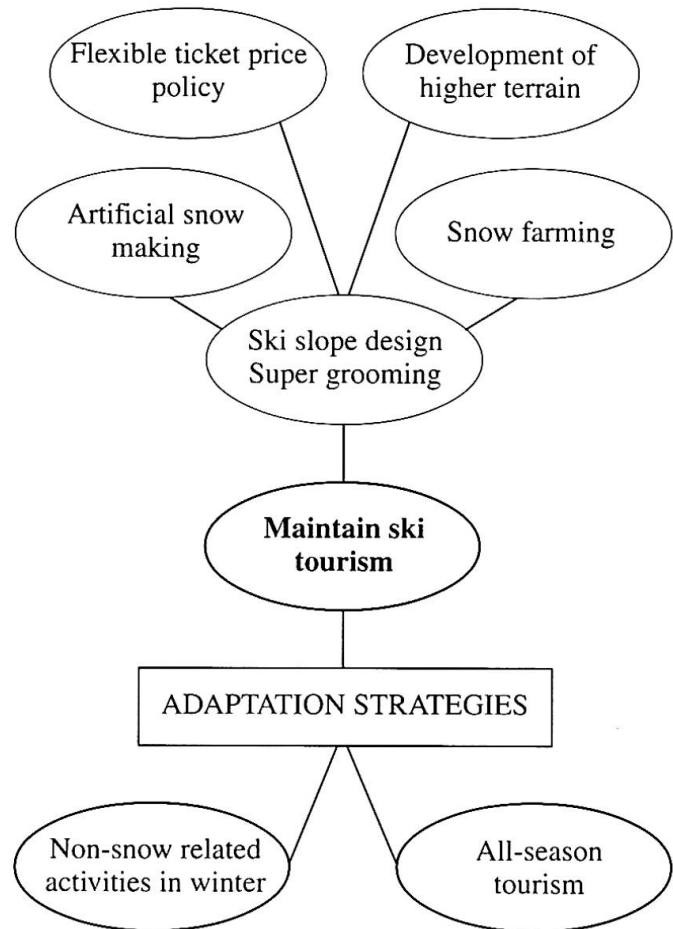 Flexible ticket price
policy
Development of
higher terrain
Artificial snow
making
Snow farming
Ski slope design
Super grooming
Maintain ski
tourism
ADAPTATION STRATEGIES
Non-snow related
activities in winter
All-season
tourism